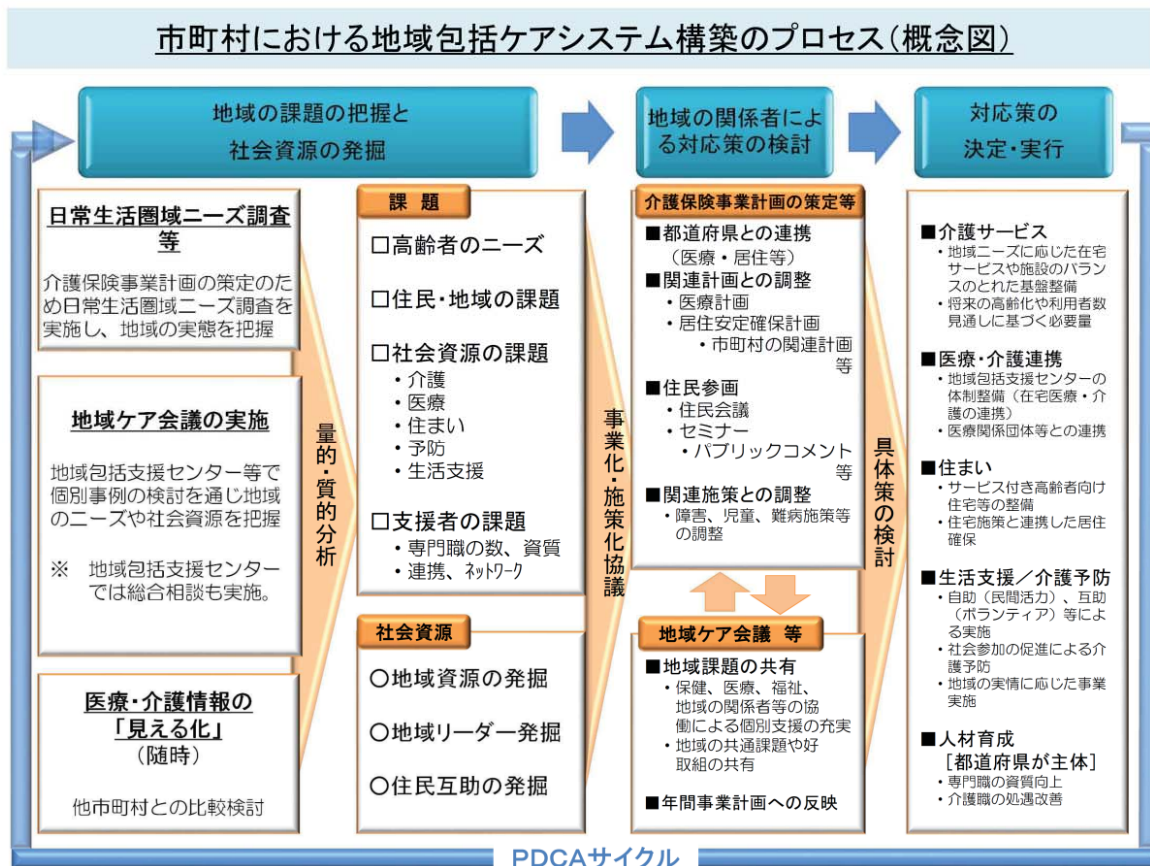 市町村における地域包括ケアシステム構築のプロセス(概念図)
地域の課題の把握と
社会資源の発掘
地域の関係者によ
る対応策の検討
対応策の
決定・実行
日常生活圏域ニーズ調査
等
介護保険事業計画の策定のた
め日常生活圏域ニーズ調査を
実施し、地域の実態を把握
地域ケア会議の実施
地域包括支援センター等で
個別事例の検討を通じ地域
のニーズや社会資源を把握
※ 地域包括支援センター
では総合相談も実施。
医療・介護情報の
「見える化」
(随時)
他市町村との比較検討
量的・質的分析
課 題
□高齢者のニーズ
□住民・地域の課題
□社会資源の課題
・介護
・医療
・住まい
・予防
・生活支援
□支援者の課題
・専門職の数、資質
・連携、ネットワーク
社会資源
○地域資源の発掘
○地域リーダー発掘
○住民互助の発掘
事業化・施策化協議
介護保険事業計画の策定等
■都道府県との連携
(医療・居住等)
■関連計画との調整
・医療計画
・居住安定確保計画
・市町村の関連計画
等
■住民参画
・住民会議
・セミナー
・パブリックコメント
等
■関連施策との調整
・障害、児童、難病施策等
の調整
地域ケア会議 等
■地域課題の共有
・保健、医療、福祉、
地域の関係者等の協
働による個別支援の充実
・地域の共通課題や好
取組の共有
■年間事業計画への反映
具体策の検討
■介護サービス
・地域ニーズに応じた在宅
サービスや施設のバラン
スのとれた基盤整備
・将来の高齢化や利用者数
見通しに基づく必要量
■医療・介護連携
・地域包括支援センターの
体制整備(在宅医療・介
護の連携)
・医療関係団体等との連携
■住まい
・サービス付き高齢者向け
住宅等の整備
・住宅施策と連携した居住
確保
■生活支援/介護予防
・自助(民間活力)、互助
(ボランティア)等によ
る実施
・社会参加の促進による介
護予防
・地域の実情に応じた事業
実施
■人材育成
[都道府県が主体]
・専門職の資質向上
・介護職の処遇改善
PDCAサイクル